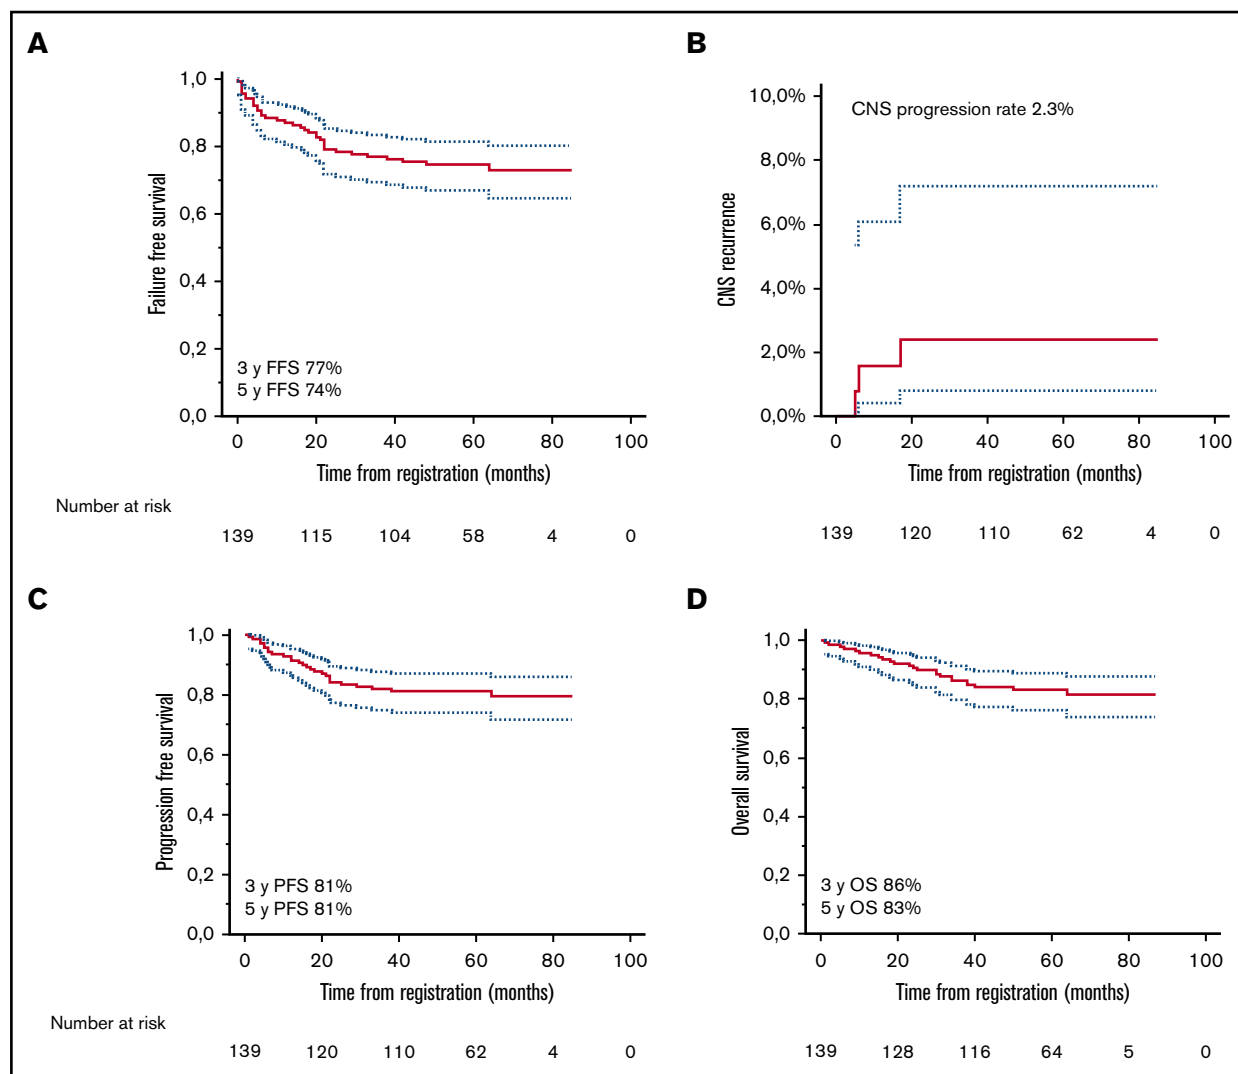 A
1,0
0,8
0,6
0,4
0,2
0,0
Failure free survival
3 y FFS 77%
5 y FFS 74%
0 20 40 60 80 100
Time from registration (months)
Number at risk
139 115 104 58 4 0
B
10,0%
8,0%
6,0%
4,0%
2,0%
0,0%
CNS recurrence
CNS progression rate 2.3%
0 20 40 60 80 100
Time from registration (months)
139 120 110 62 4 0
C
1,0
0,8
0,6
0,4
0,2
0,0
Progression free survival
3 y PFS 81%
5 y PFS 81%
0 20 40 60 80 100
Time from registration (months)
Number at risk
139 120 110 62 4 0
D
1,0
0,8
0,6
0,4
0,2
0,0
Overall survival
3 y OS 86%
5 y OS 83%
0 20 40 60 80 100
Time from registration (months)
139 128 116 64 5 0